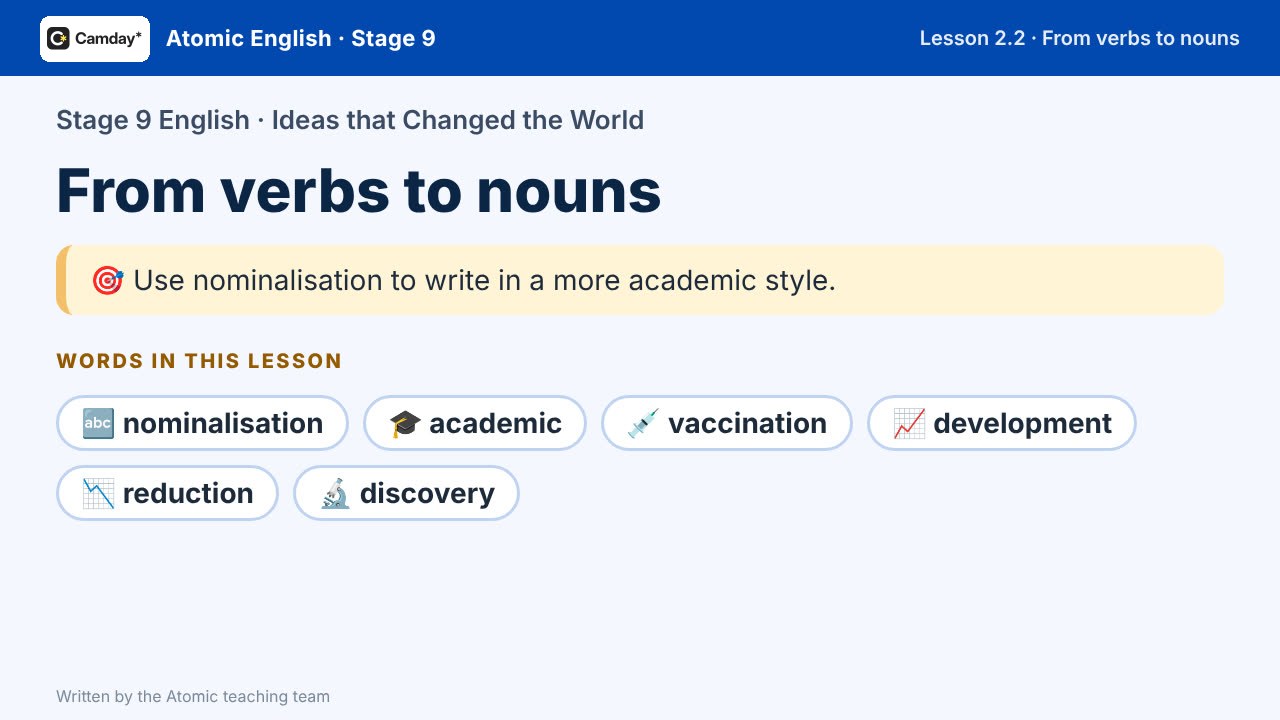 Camday*
Atomic English · Stage 9
Lesson 2.2 · From verbs to nouns
Stage 9 English · Ideas that Changed the World
From verbs to nouns
🎯 Use nominalisation to write in a more academic style.
WORDS IN THIS LESSON
🔤 nominalisation 🎓 academic 💉 vaccination 📈 development
📉 reduction 🔬 discovery
Written by the Atomic teaching team